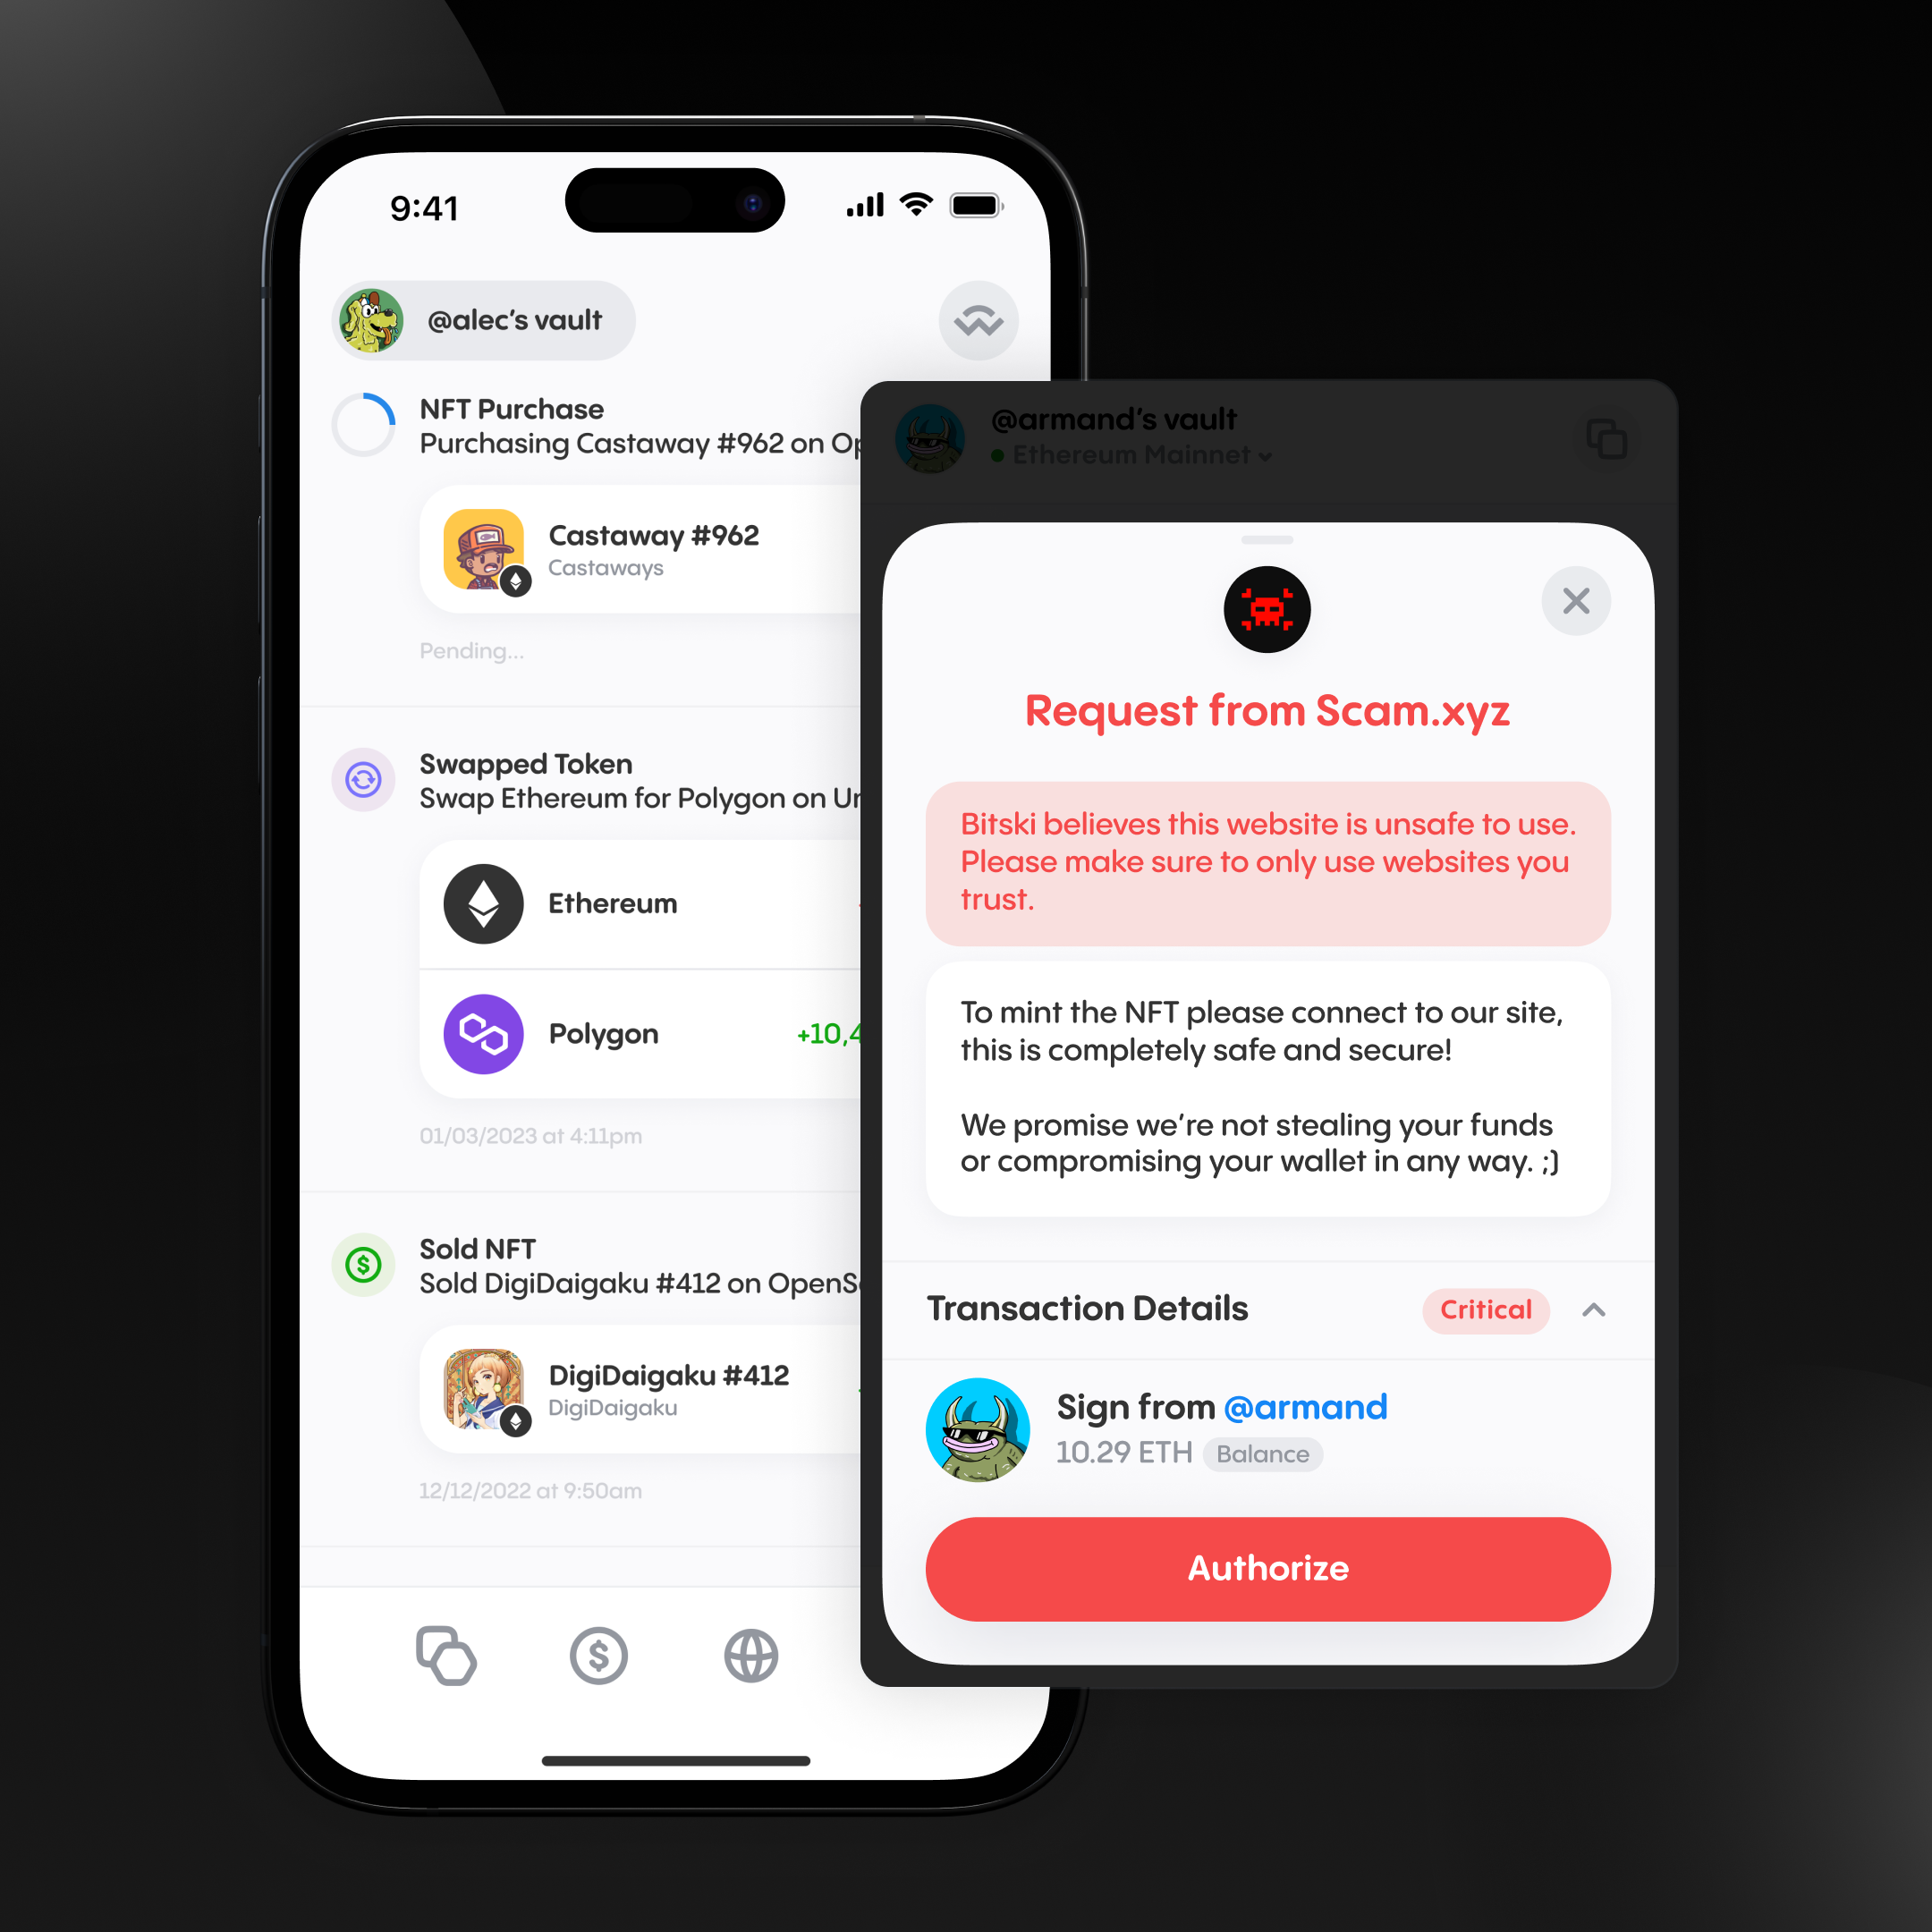 9:41
@alec's vault
NFT Purchase
Purchasing Castaway #962 on
Castaway #962
Castaways
Pending...
Swapped Token
Swap Ethereum for Polygon on
Ethereum
Polygon
+10,4
01/03/2023 at 4:11pm
Sold NFT
Sold DigiDaigaku #412 on
DigiDaigaku #412
DigiDaigaku
12/12/2022 at 9:50am
@armand's vault
Ethereum Mainnet
Request from Scam.xyz
Bitski believes this website is unsafe to use.
Please make sure to only use websites you
trust.
To mint the NFT please connect to our site,
this is completely safe and secure!
We promise we're not stealing your funds
or compromising your wallet in any way. ;)
Transaction Details
Critical
Sign from @armand
10.29 ETH Balance
Authorize